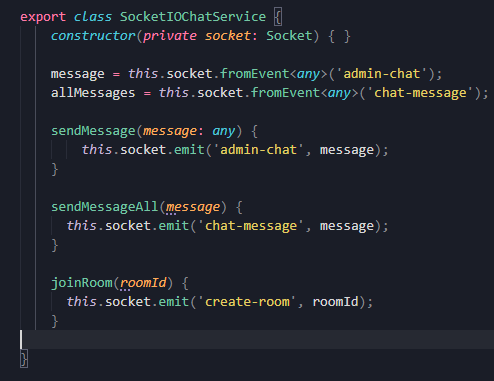 export class SocketIOChatService {
constructor(private socket: Socket) { }
message = this.socket.fromEvent<any>('admin-chat');
allMessages = this.socket.fromEvent<any>('chat-message');
sendMessage(message: any) {
this.socket.emit('admin-chat', message);
}
sendMessageAll(message) {
this.socket.emit('chat-message', message);
}
joinRoom(roomId) {
this.socket.emit('create-room', roomId);
}
}